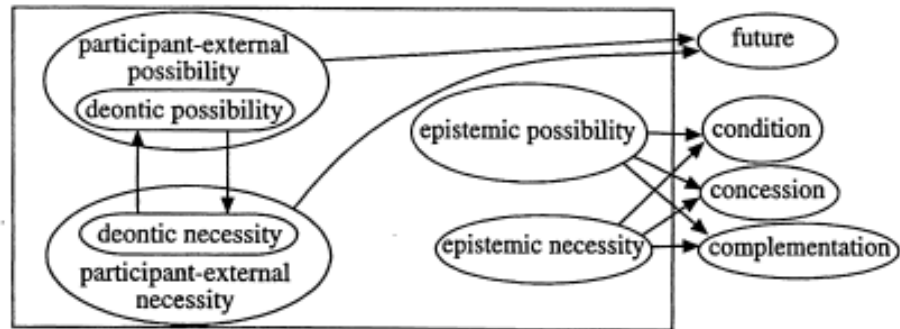 participant-external
possibility
deontic possibility
deontic necessity
participant-external
necessity
epistemic possibility
epistemic necessity
future
condition
concession
complementation